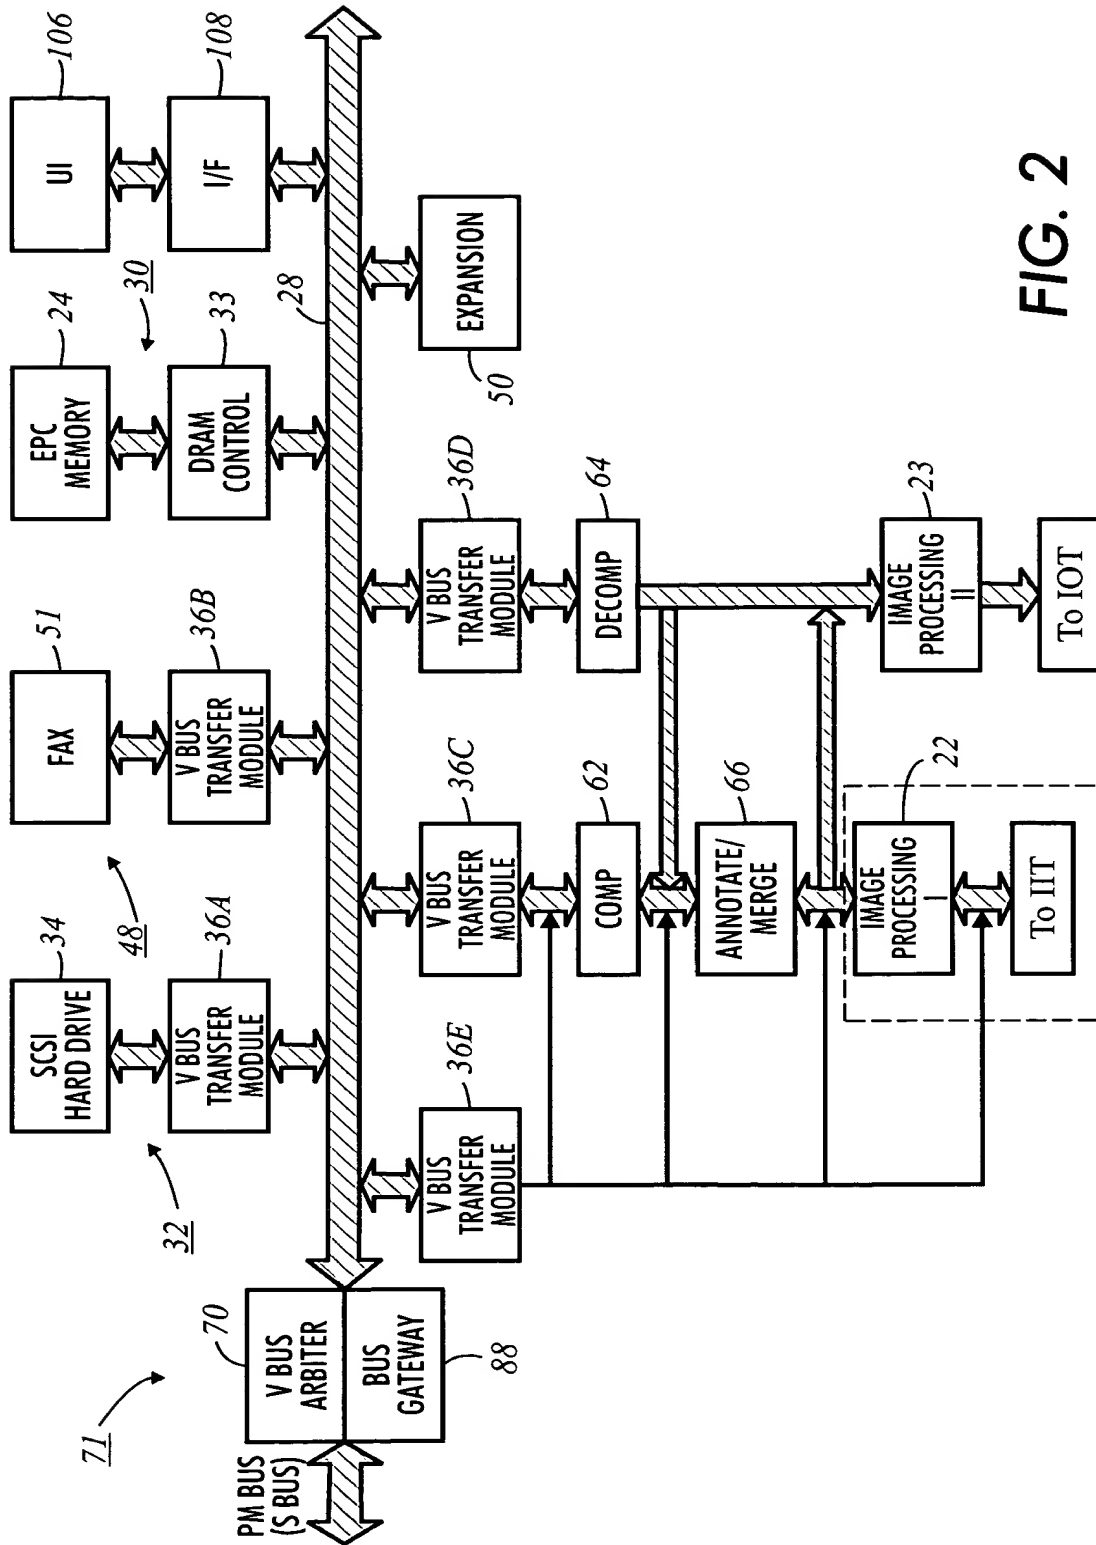 71
PM BUS
(S BUS)
V BUS
ARBITER
70
BUS
GATEWAY
88
32
SCSI
HARD DRIVE
34
V BUS
TRANSFER
MODULE
36A
48
FAX
51
V BUS
TRANSFER
MODULE
36B
EPC
MEMORY
24
DRAM
CONTROL
33
30
UI
106
I/F
108
28
V BUS
TRANSFER
MODULE
36E
V BUS
TRANSFER
MODULE
36C
V BUS
TRANSFER
MODULE
36D
EXPANSION
50
COMP
62
DECOMP
64
ANNOTATE/
MERGE
66
IMAGE
PROCESSING
I
22
IMAGE
PROCESSING
II
23
To IIT
To IOT
FIG. 2